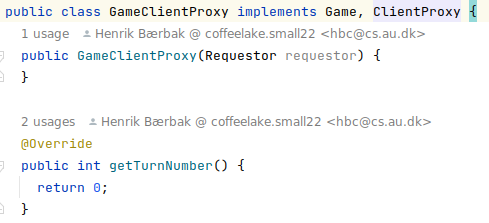 public class GameClientProxy implements Game, ClientProxy {
1 usage Henrik Bærbak @ coffeelake.small22 <hbc@cs.au.dk>
public GameClientProxy(Requestor requestor) {
}
2 usages Henrik Bærbak @ coffeelake.small22 <hbc@cs.au.dk>
@Override
public int getTurnNumber() {
return 0;
}